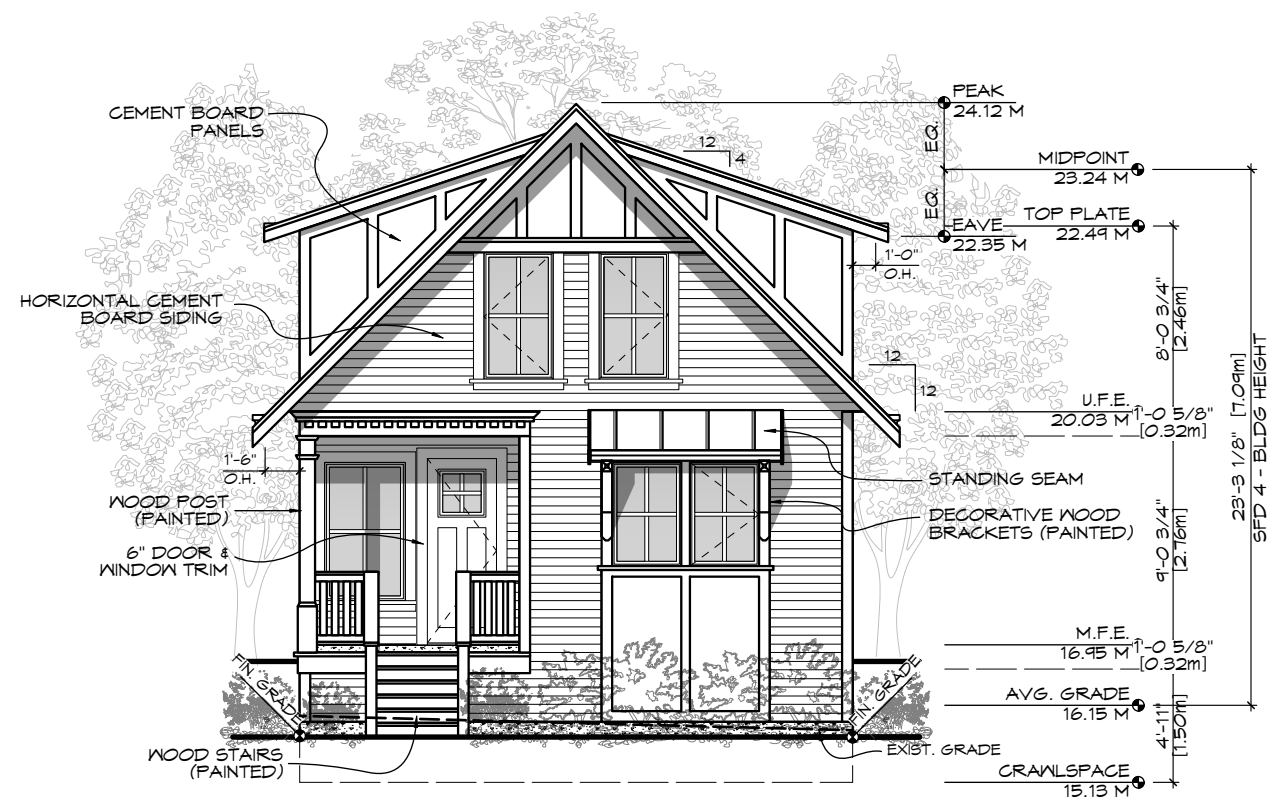 CEMENT BOARD
PANELS
HORIZONTAL CEMENT
BOARD SIDING
1'-6"
O.H.
WOOD POST
(PAINTED)
6" DOOR &
WINDOW TRIM
FIN. GRADE
WOOD STAIRS
(PAINTED)
12
4
PEAK
24.12 M
EQ.
EQ.
MIDPOINT
23.24 M
TOP PLATE
22.49 M
EAVE
22.35 M
1'-0"
O.H.
12
12
8'-0 3/4"
[2.46m]
U.F.E.
20.03 M
1'-0 5/8"
[0.32m]
STANDING SEAM
DECORATIVE WOOD
BRACKETS (PAINTED)
9'-0 3/4"
[2.76m]
23'-3 1/8" [7.09m]
SFD 4 - BLDG HEIGHT
M.F.E.
16.95 M
1'-0 5/8"
[0.32m]
FIN. GRADE
AVG. GRADE
16.15 M
4'-11"
[1.50m]
EXIST. GRADE
CRAWLSPACE
15.13 M